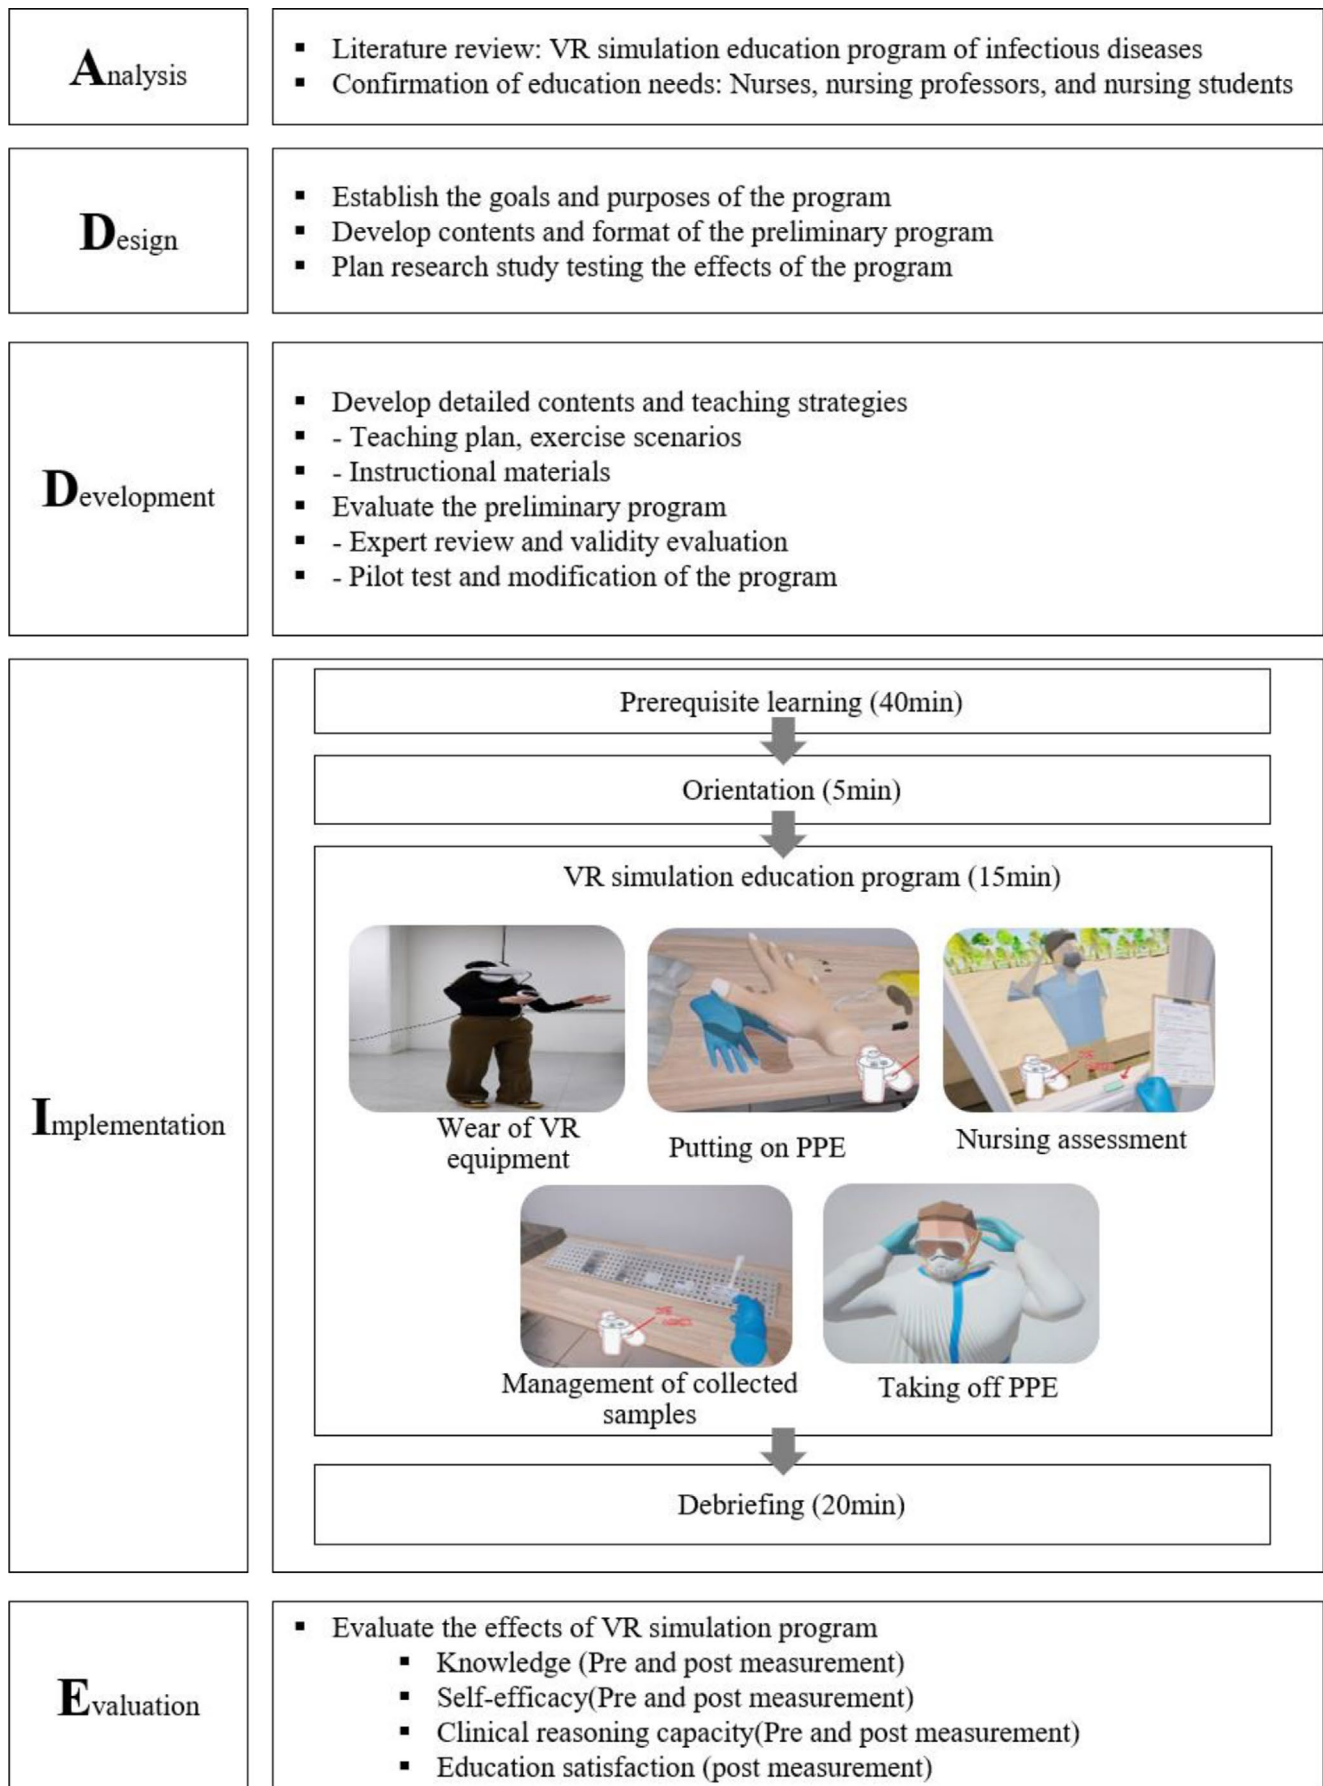 Analysis
▪ Literature review: VR simulation education program of infectious diseases
▪ Confirmation of education needs: Nurses, nursing professors, and nursing students
Design
▪ Establish the goals and purposes of the program
▪ Develop contents and format of the preliminary program
▪ Plan research study testing the effects of the program
Development
▪ Develop detailed contents and teaching strategies
▪ - Teaching plan, exercise scenarios
▪ - Instructional materials
▪ Evaluate the preliminary program
▪ - Expert review and validity evaluation
▪ - Pilot test and modification of the program
Implementation
Prerequisite learning (40min)
Orientation (5min)
VR simulation education program (15min)
Wear of VR
equipment
Putting on PPE
Nursing assessment
Management of collected
samples
Taking off PPE
Debriefing (20min)
Evaluation
▪ Evaluate the effects of VR simulation program
▪ Knowledge (Pre and post measurement)
▪ Self-efficacy(Pre and post measurement)
▪ Clinical reasoning capacity(Pre and post measurement)
▪ Education satisfaction (post measurement)